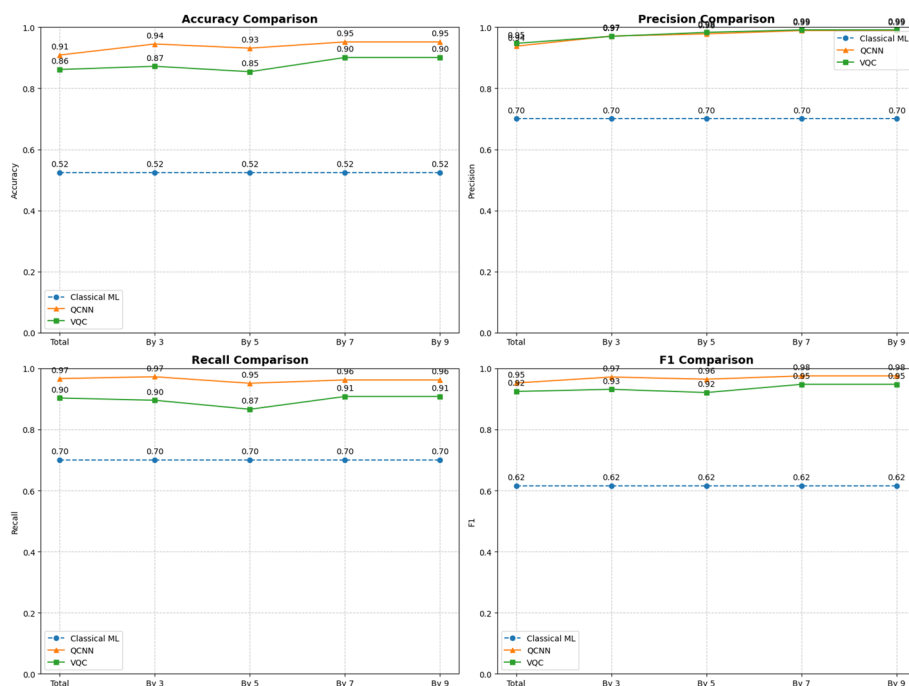 Accuracy Comparison
0.91
0.94
0.93
0.95
0.95
0.86
0.87
0.85
0.90
0.90
0.52
0.52
0.52
0.52
0.52
Accuracy
1.0
0.8
0.6
0.4
0.2
0.0
Classical ML
QCNN
VQC
Total
By 3
By 5
By 7
By 9
Precision Comparison
0.95
0.94
0.97
0.98
0.99
0.99
0.70
0.70
0.70
0.70
0.70
Precision
1.0
0.8
0.6
0.4
0.2
0.0
Classical ML
QCNN
VQC
Total
By 3
By 5
By 7
By 9
Recall Comparison
0.97
0.97
0.95
0.96
0.96
0.90
0.90
0.87
0.91
0.91
0.70
0.70
0.70
0.70
0.70
Recall
1.0
0.8
0.6
0.4
0.2
0.0
Classical ML
QCNN
VQC
Total
By 3
By 5
By 7
By 9
F1 Comparison
0.95
0.97
0.96
0.98
0.98
0.92
0.93
0.92
0.95
0.95
0.62
0.62
0.62
0.62
0.62
F1
1.0
0.8
0.6
0.4
0.2
0.0
Classical ML
QCNN
VQC
Total
By 3
By 5
By 7
By 9